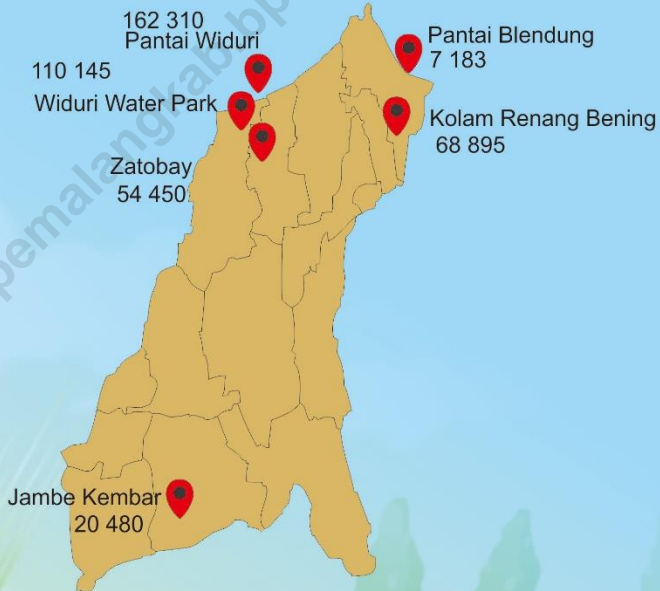 162 310
Pantai Widuri
110 145
Widuri Water Park
Zatobay
54 450
Pantai Blendung
7 183
Kolam Renang Bening
68 895
Jambe Kembar
20 480
pemalangkabbp